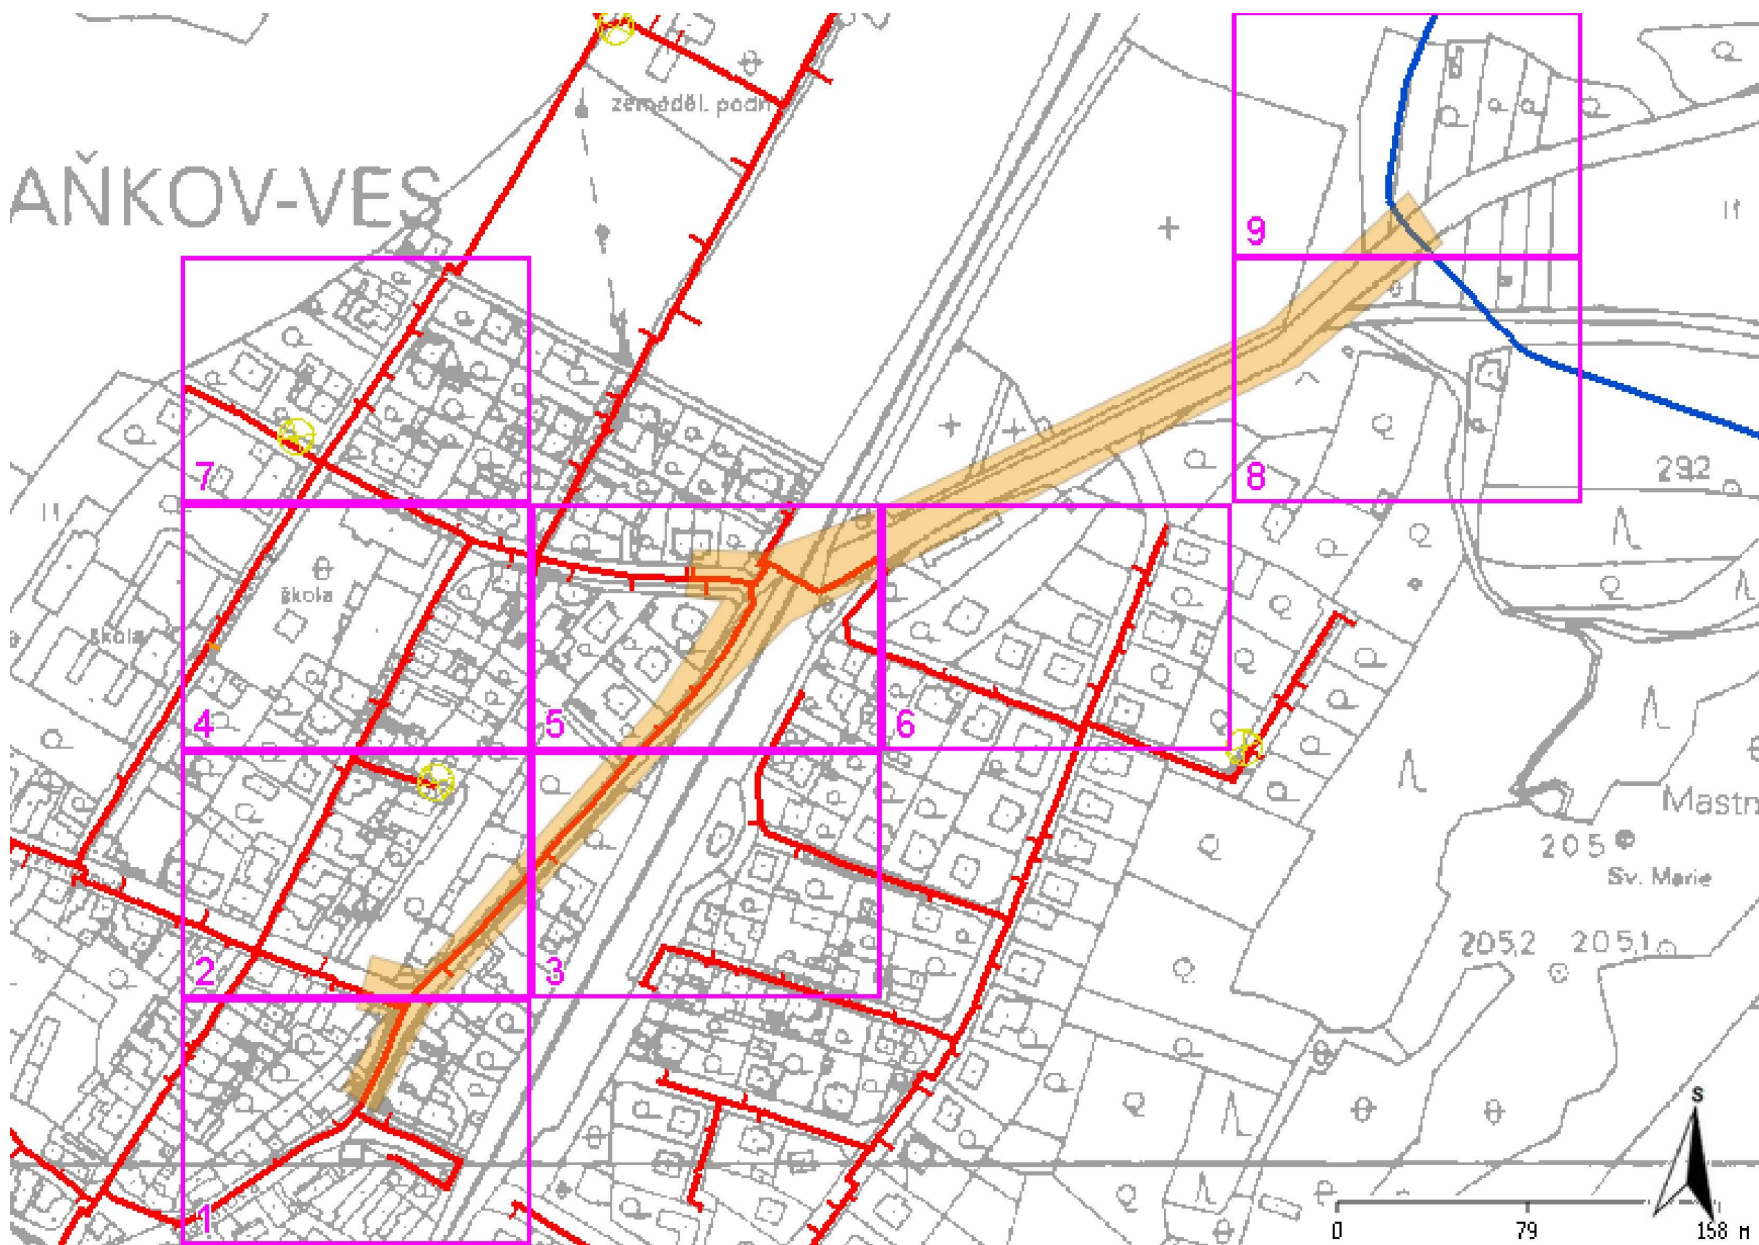 zeměděl. podn
AŇKOV-VES
9
7
8
292
škola
škola
4
5
6
Mastn
205
Sv. Marie
2
3
205,2 205,1
S
1
0 79 158 m